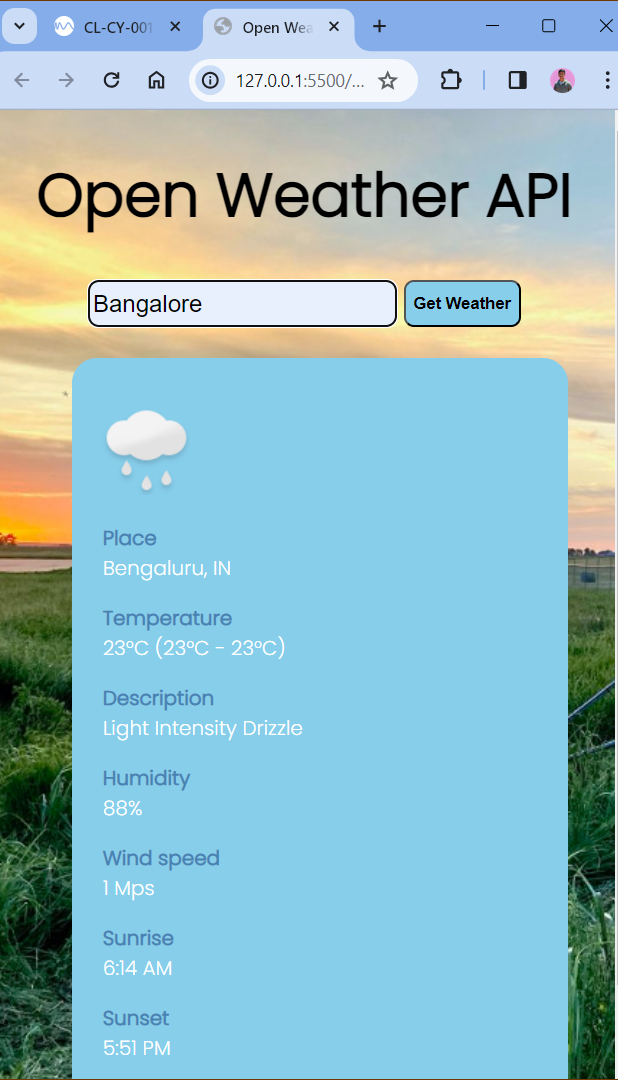 CL-CY-001
Open Wea
127.0.0.1:5500/...
Open Weather API
Bangalore
Get Weather
Place
Bengaluru, IN
Temperature
23°C (23°C - 23°C)
Description
Light Intensity Drizzle
Humidity
88%
Wind speed
1 Mps
Sunrise
6:14 AM
Sunset
5:51 PM